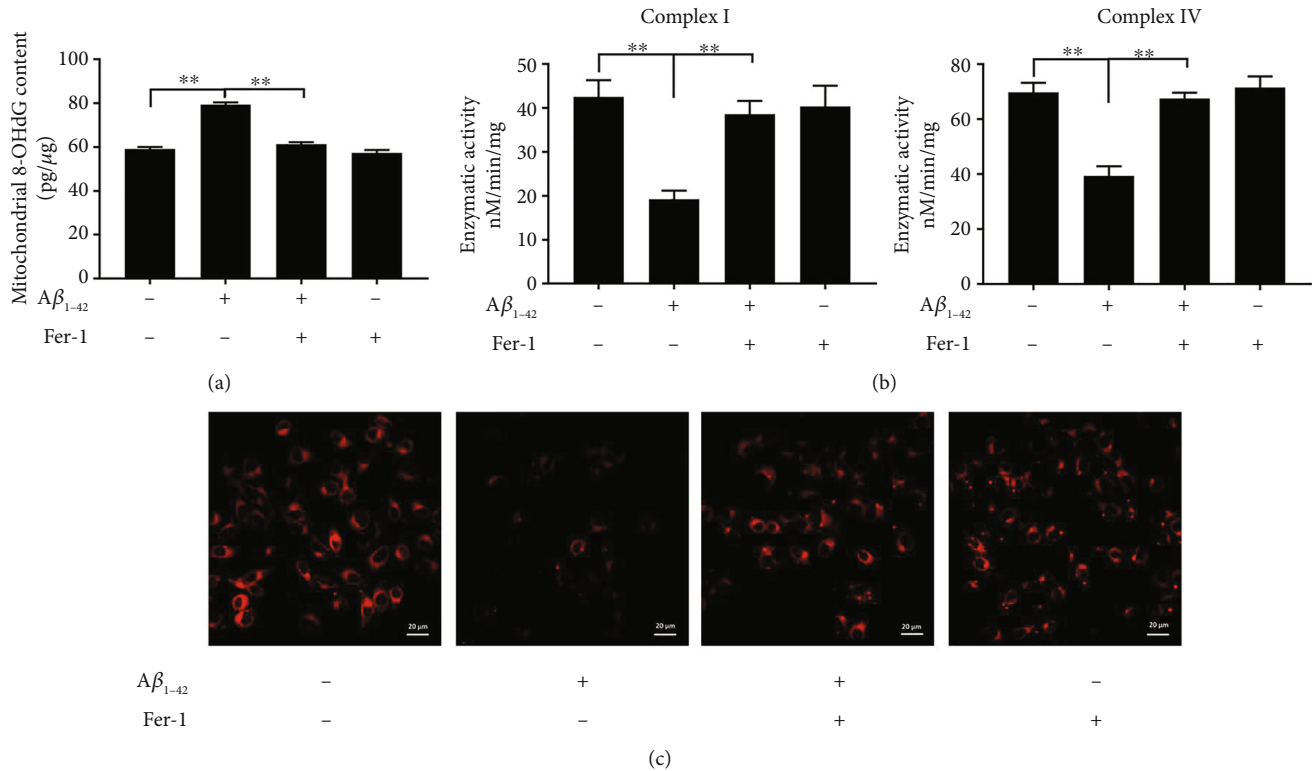 Mitochondrial 8-OHdG content
(pg/μg)
100
80
60
40
20
0
**
**
Aβ1–42
– + + –
Fer-1
– – + +
(a)
Complex I
Enzymatic activity
nM/min/mg
50
40
30
20
10
0
**
**
Aβ1–42
– + + –
Fer-1
– – + +
Complex IV
Enzymatic activity
nM/min/mg
80
60
40
20
0
**
**
Aβ1–42
– + + –
Fer-1
– – + +
(b)
20 μm
20 μm
20 μm
20 μm
Aβ1–42
– + + –
Fer-1
– – + +
(c)